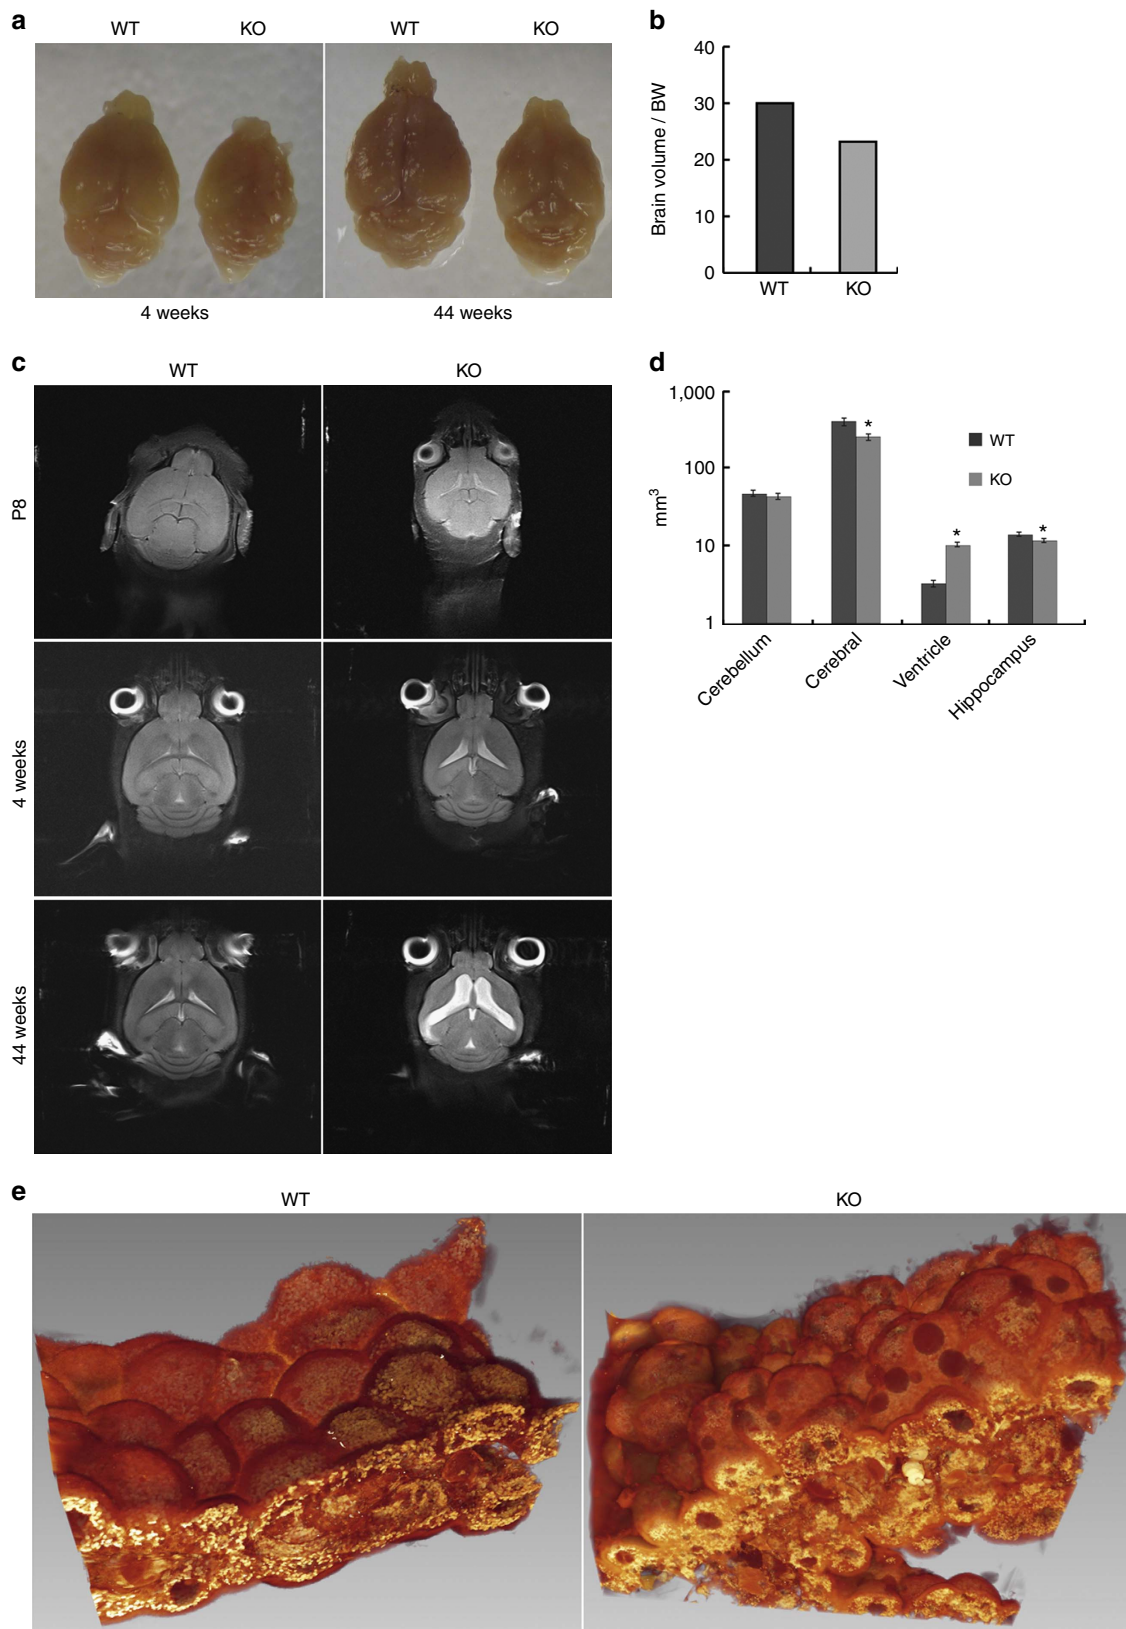 a
WT KO WT KO
4 weeks 44 weeks
b
Brain volume / BW
40
30
20
10
0
WT KO
c
WT KO
P8
4 weeks
44 weeks
d
mm³
1,000
100
10
1
WT
KO
*
*
*
Cerebellum
Cerebral
Ventricle
Hippocampus
e
WT KO